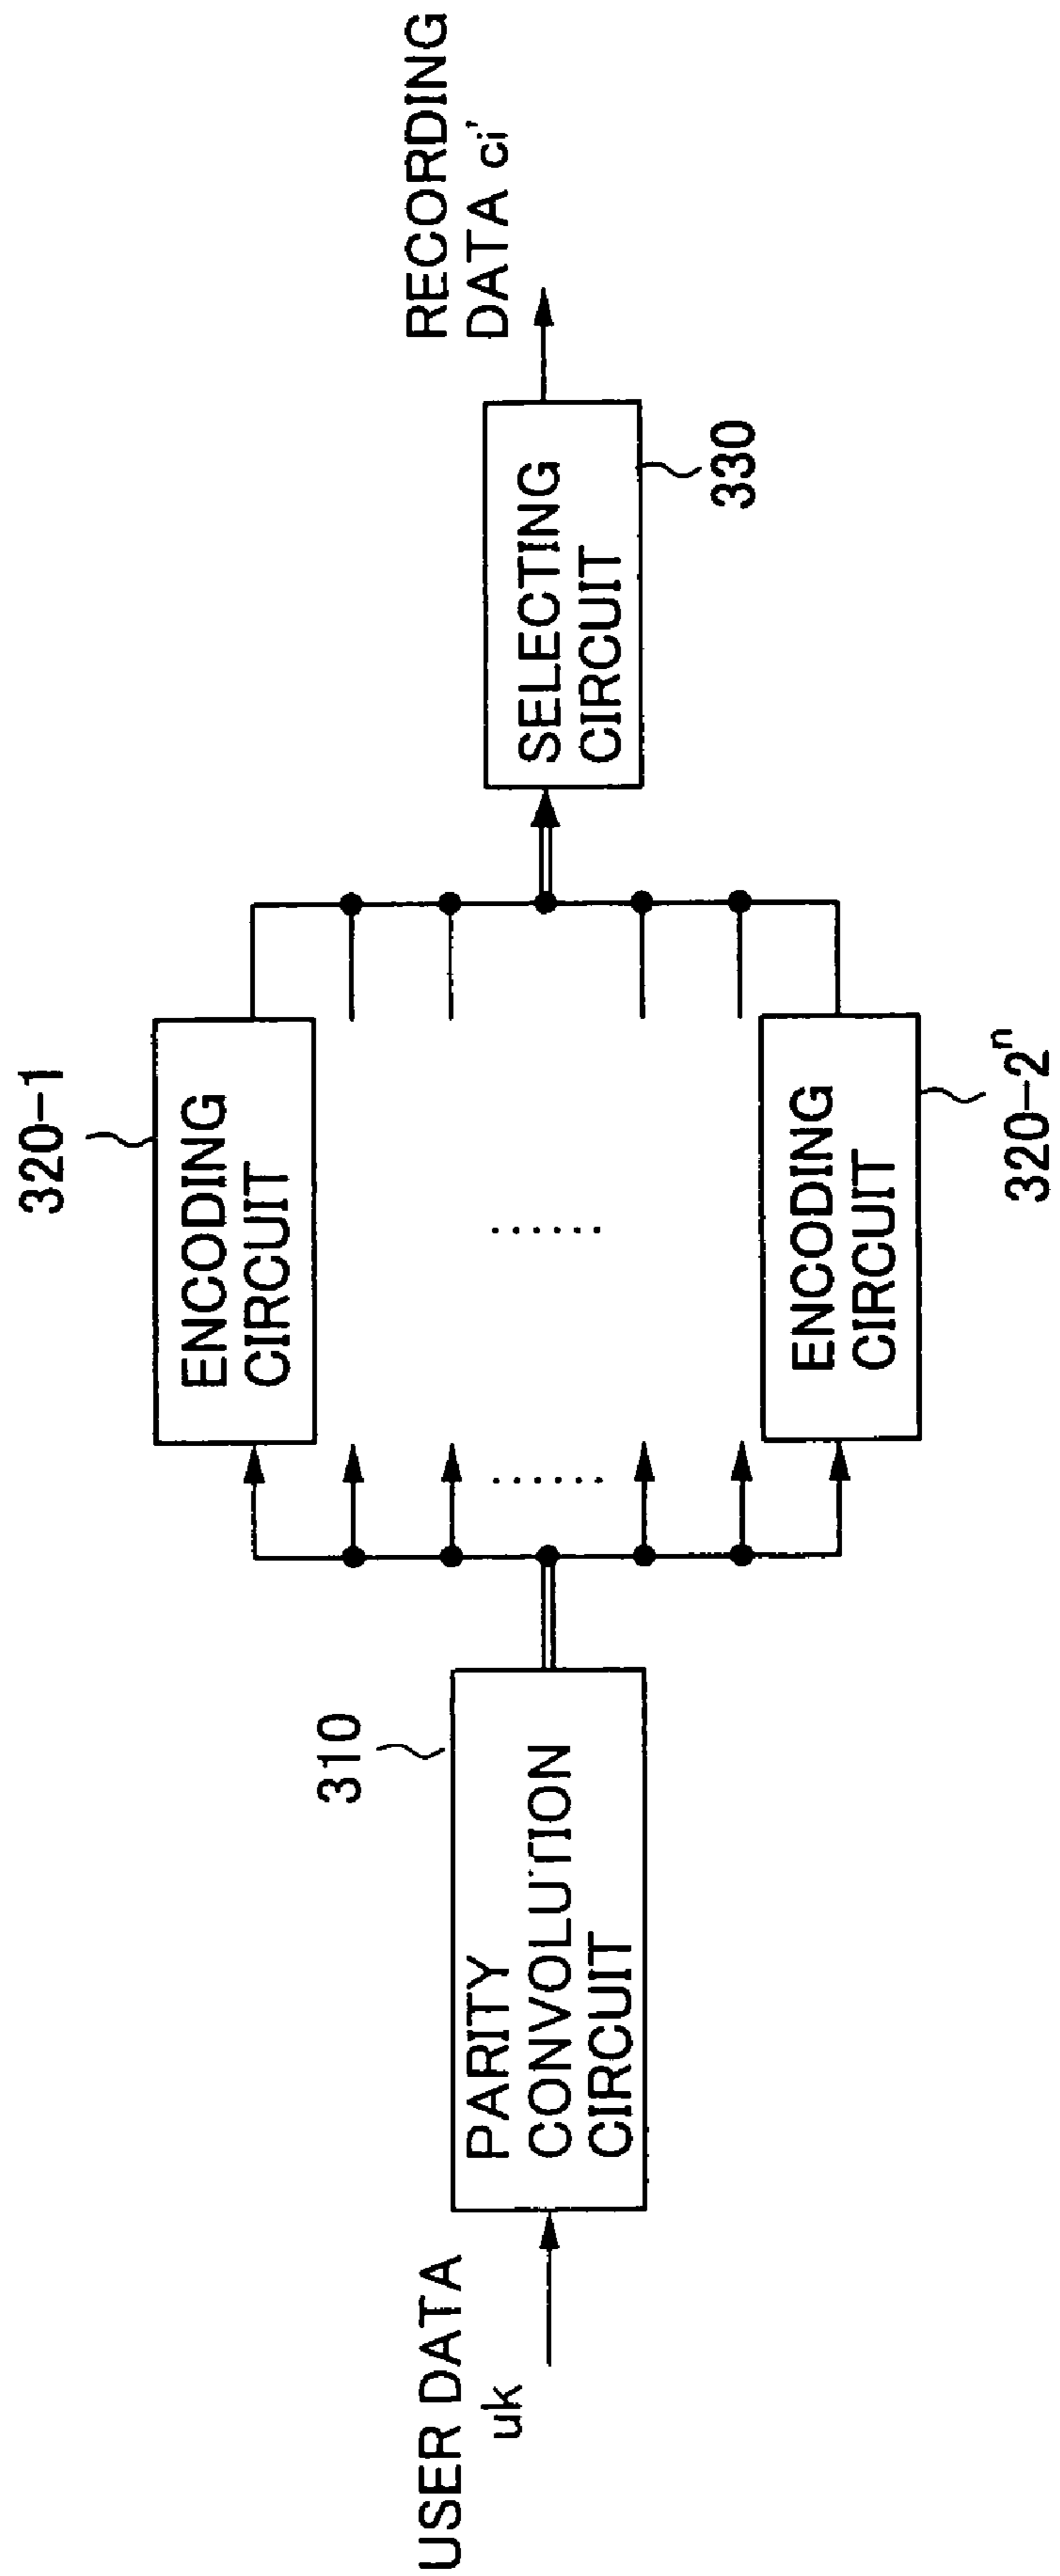 USER DATA
uk
310
PARITY
CONVOLUTION
CIRCUIT
320-1
ENCODING
CIRCUIT
......
......
ENCODING
CIRCUIT
320-2ⁿ
SELECTING
CIRCUIT
330
RECORDING
DATA ci'